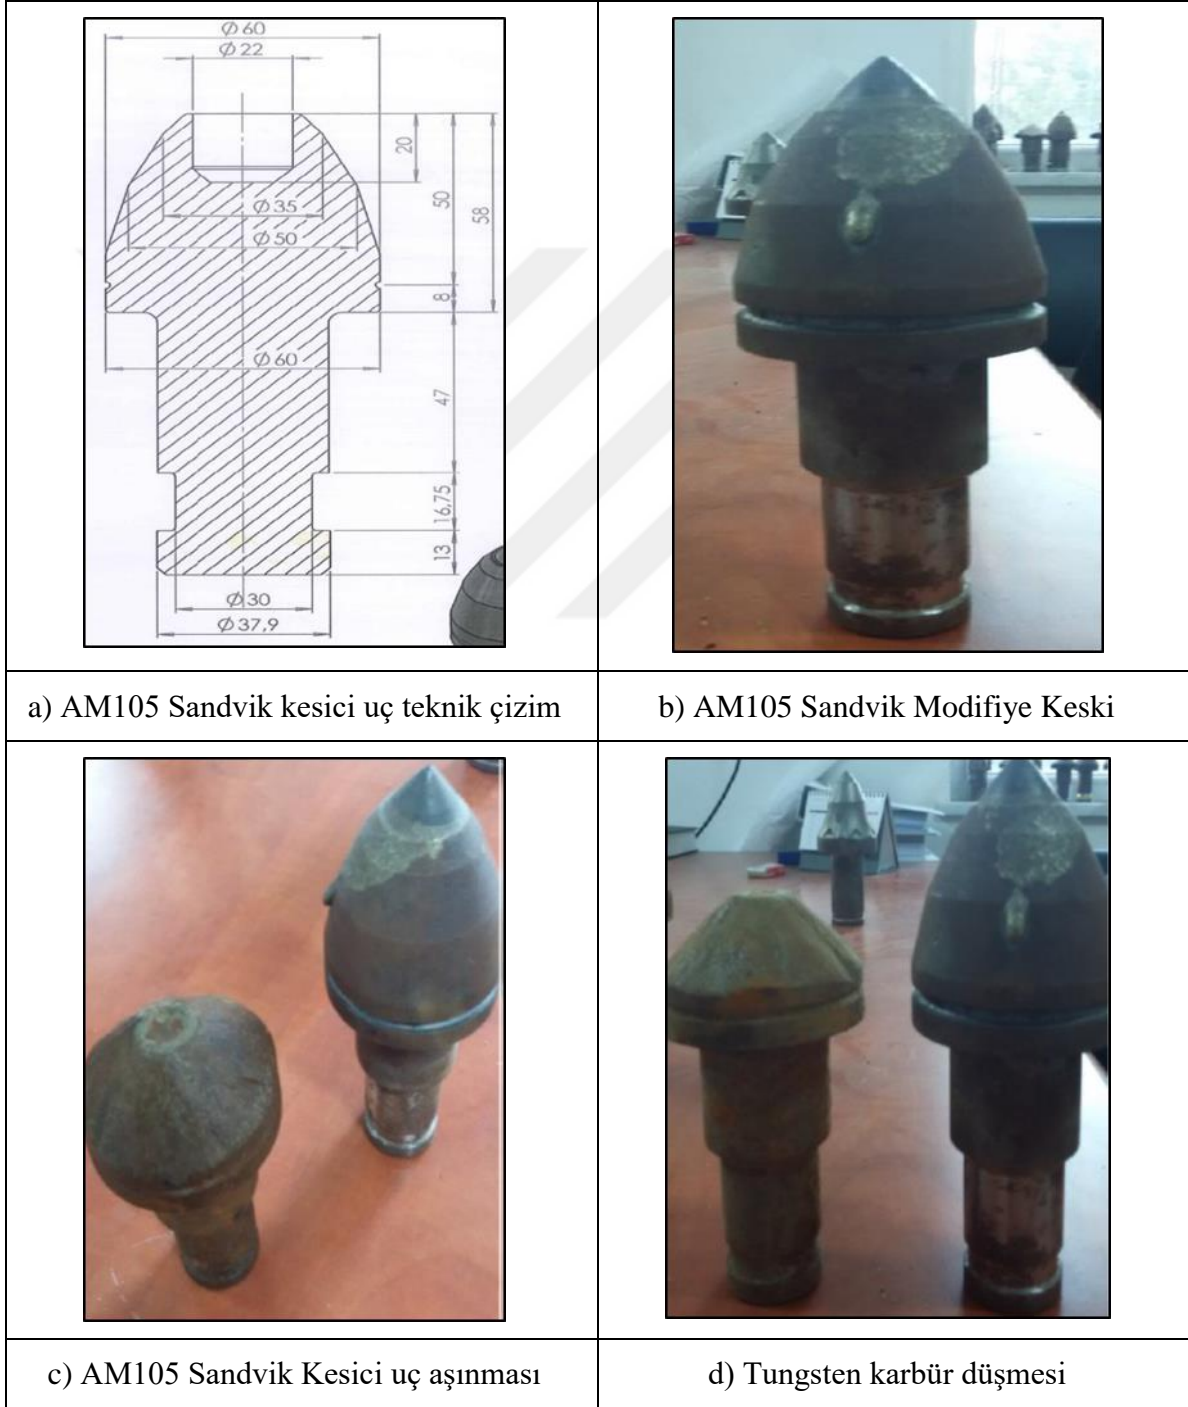 Ø60
Ø22
20
50
58
Ø35
Ø50
8
Ø60
47
16,75
13
Ø30
Ø37,9
a) AM105 Sandvik kesici uç teknik çizim
b) AM105 Sandvik Modifiye Keski
c) AM105 Sandvik Kesici uç aşınması
d) Tungsten karbür düşmesi